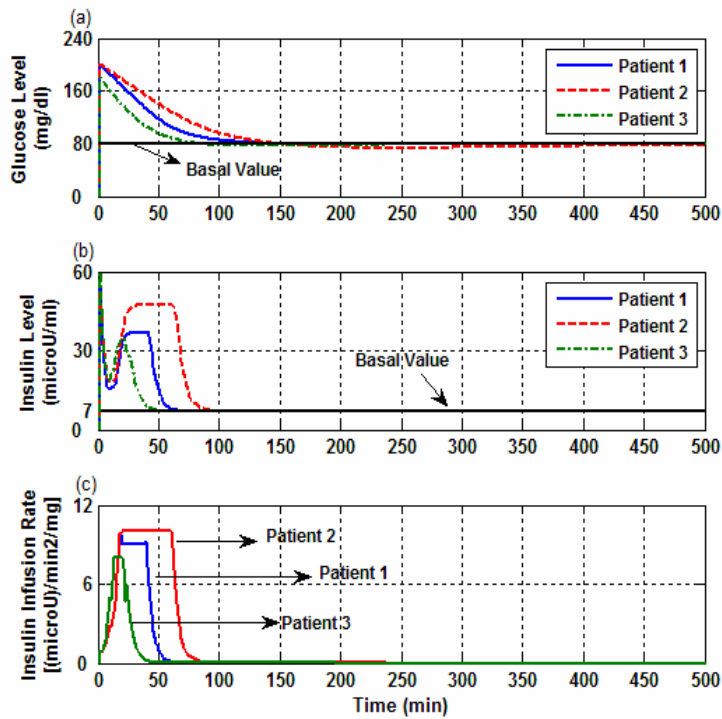 (a)
240
160
80
0
Glucose Level
(mg/dl)
Patient 1
Patient 2
Patient 3
Basal Value
0 50 100 150 200 250 300 350 400 450 500
(b)
60
30
7
0
Insulin Level
(microU/ml)
Patient 1
Patient 2
Patient 3
Basal Value
0 50 100 150 200 250 300 350 400 450 500
(c)
12
6
0
Insulin Infusion Rate
[(microU)/min2/mg]
Patient 2
Patient 1
Patient 3
0 50 100 150 200 250 300 350 400 450 500
Time (min)